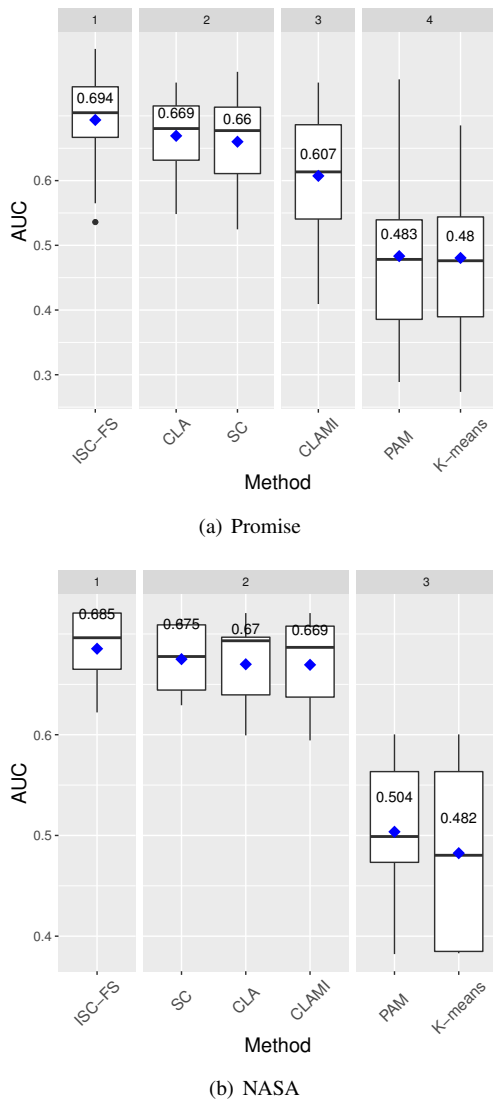 1 2 3 4
0.694
0.669
0.66
0.607
0.483
0.48
AUC
0.6
0.5
0.4
0.3
ISC-FS
CLA
SC
CLAMI
PAM
K-means
Method
(a) Promise
1 2 3
0.685
0.675
0.67
0.669
0.504
0.482
AUC
0.6
0.5
0.4
ISC-FS
SC
CLA
CLAMI
PAM
K-means
Method
(b) NASA